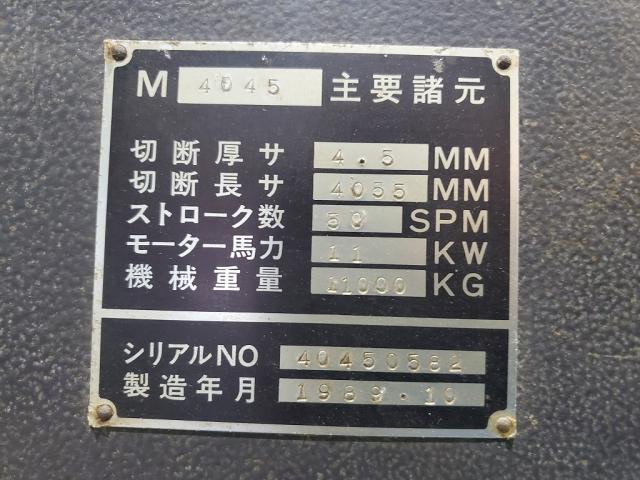 M 4045 主要諸元
切断厚サ 4.5 MM
切断長サ 4055 MM
ストローク数 50 SPM
モーター馬力 11 KW
機械重量 11000 KG
シリアルNO 40450582
製造年月 1989.10